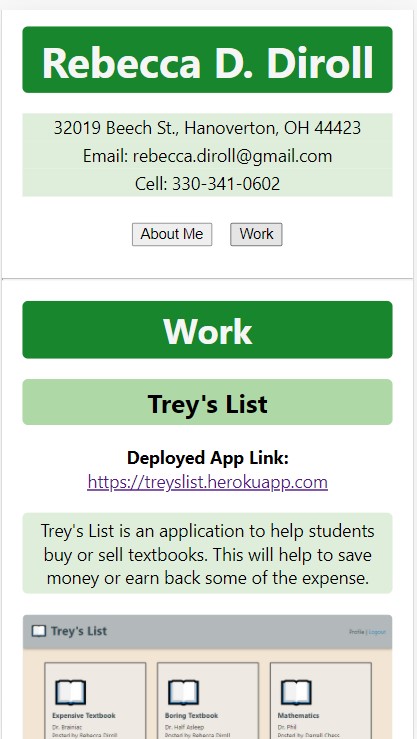 Rebecca D. Diroll
32019 Beech St., Hanoverton, OH 44423
Email: rebecca.diroll@gmail.com
Cell: 330-341-0602
About Me Work
Work
Trey's List
Deployed App Link:
https://treyslist.herokuapp.com
Trey's List is an application to help students
buy or sell textbooks. This will help to save
money or earn back some of the expense.
Trey's List Profile | Logout
Expensive Textbook Boring Textbook Mathematics
Dr. Brainiac Dr. Half Asleep Dr. Phil
Posted by Rebecca Diroll Posted by Rebecca Diroll Posted by Darnell Chess